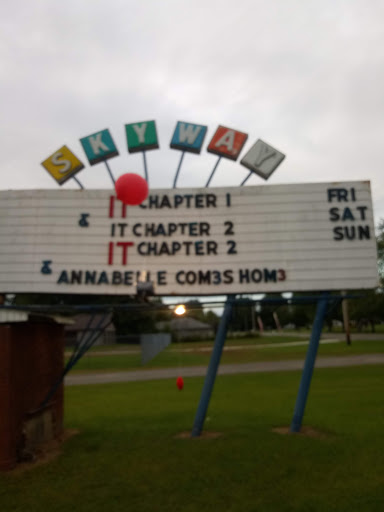 SKYWAY
IT CHAPTER 1 FRI
& IT CHAPTER 2 SAT
IT CHAPTER 2 SUN
& ANNABELLE COM3S HOM3